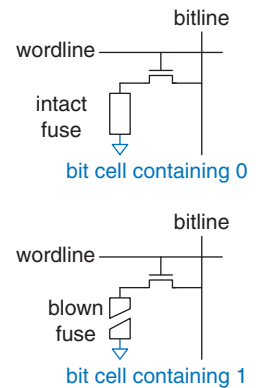 bitline
wordline
intact
fuse
bit cell containing 0
bitline
wordline
blown
fuse
bit cell containing 1